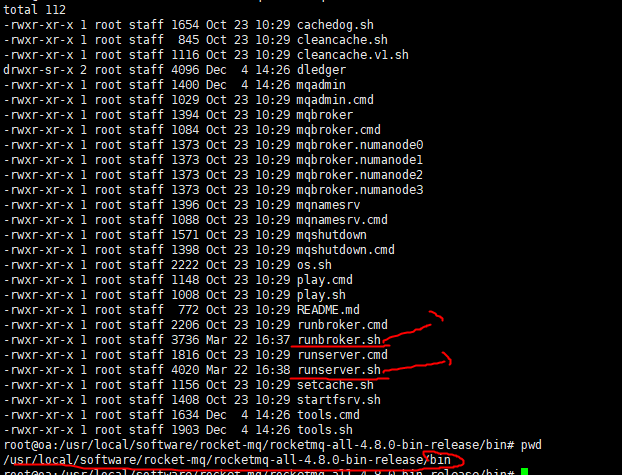 total 112
-rwxr-xr-x 1 root staff 1654 Oct 23 10:29 cachedog.sh
-rwxr-xr-x 1 root staff  845 Oct 23 10:29 cleancache.sh
-rwxr-xr-x 1 root staff 1116 Oct 23 10:29 cleancache.v1.sh
drwxr-sr-x 2 root staff 4096 Dec  4 14:26 dledger
-rwxr-xr-x 1 root staff 1400 Dec  4 14:26 mqadmin
-rwxr-xr-x 1 root staff 1029 Oct 23 10:29 mqadmin.cmd
-rwxr-xr-x 1 root staff 1394 Oct 23 10:29 mqbroker
-rwxr-xr-x 1 root staff 1084 Oct 23 10:29 mqbroker.cmd
-rwxr-xr-x 1 root staff 1373 Oct 23 10:29 mqbroker.numanode0
-rwxr-xr-x 1 root staff 1373 Oct 23 10:29 mqbroker.numanode1
-rwxr-xr-x 1 root staff 1373 Oct 23 10:29 mqbroker.numanode2
-rwxr-xr-x 1 root staff 1373 Oct 23 10:29 mqbroker.numanode3
-rwxr-xr-x 1 root staff 1396 Oct 23 10:29 mqnamesrv
-rwxr-xr-x 1 root staff 1088 Oct 23 10:29 mqnamesrv.cmd
-rwxr-xr-x 1 root staff 1571 Oct 23 10:29 mqshutdown
-rwxr-xr-x 1 root staff 1398 Oct 23 10:29 mqshutdown.cmd
-rwxr-xr-x 1 root staff 2222 Oct 23 10:29 os.sh
-rwxr-xr-x 1 root staff 1148 Oct 23 10:29 play.cmd
-rwxr-xr-x 1 root staff 1008 Oct 23 10:29 play.sh
-rwxr-xr-x 1 root staff  772 Oct 23 10:29 README.md
-rwxr-xr-x 1 root staff 2206 Oct 23 10:29 runbroker.cmd
-rwxr-xr-x 1 root staff 3736 Mar 22 16:37 runbroker.sh
-rwxr-xr-x 1 root staff 1816 Oct 23 10:29 runserver.cmd
-rwxr-xr-x 1 root staff 4020 Mar 22 16:38 runserver.sh
-rwxr-xr-x 1 root staff 1156 Oct 23 10:29 setcache.sh
-rwxr-xr-x 1 root staff 1408 Oct 23 10:29 startfsrv.sh
-rwxr-xr-x 1 root staff 1634 Dec  4 14:26 tools.cmd
-rwxr-xr-x 1 root staff 1903 Dec  4 14:26 tools.sh
root@oa:/usr/local/software/rocket-mq/rocketmq-all-4.8.0-bin-release/bin# pwd
/usr/local/software/rocket-mq/rocketmq-all-4.8.0-bin-release/bin
root@oa:/usr/local/software/rocket-mq/rocketmq-all-4.8.0-bin-release/bin#